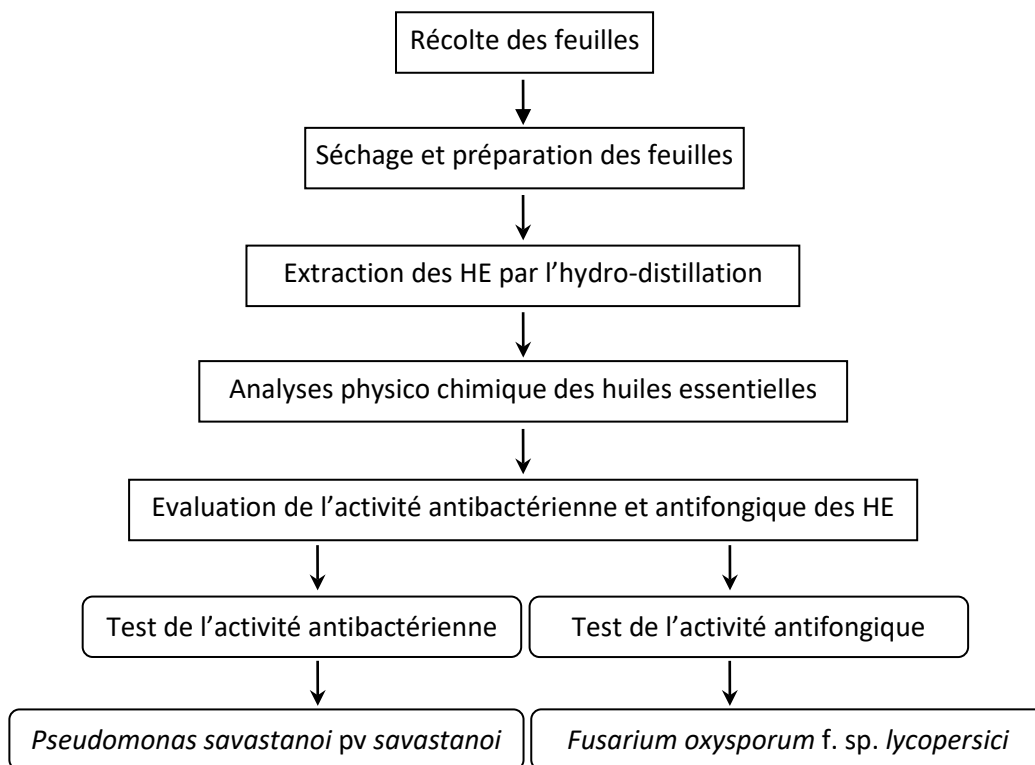 Récolte des feuilles
Séchage et préparation des feuilles
Extraction des HE par l’hydro-distillation
Analyses physico chimique des huiles essentielles
Evaluation de l’activité antibactérienne et antifongique des HE
Test de l’activité antibactérienne
Test de l’activité antifongique
Pseudomonas savastanoi pv savastanoi
Fusarium oxysporum f. sp. lycopersici